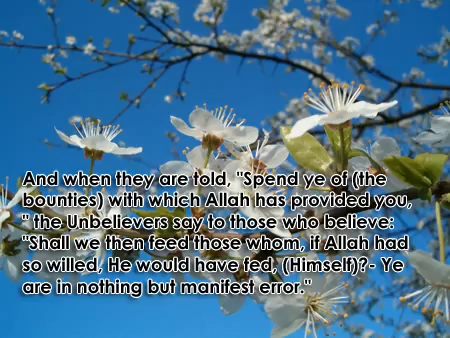 And when they are told, "Spend ye of (the
bounties) with which Allah has provided you,
" the Unbelievers say to those who believe:
"Shall we then feed those whom, if Allah had
so willed, He would have fed, (Himself)?- Ye
are in nothing but manifest error."